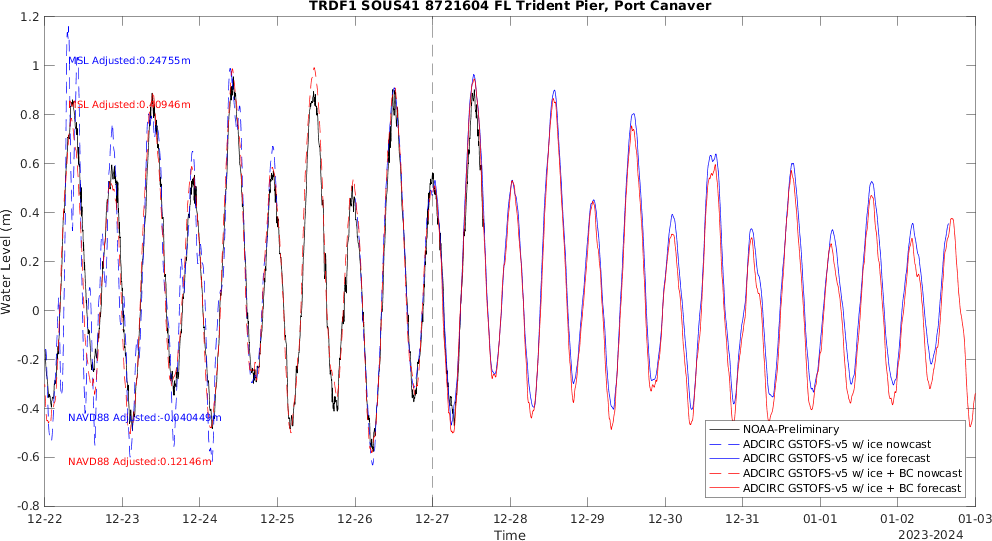 TRDF1 SOUS41 8721604 FL Trident Pier, Port Canaver
Water Level (m)
1.2
1
0.8
0.6
0.4
0.2
0
-0.2
-0.4
-0.6
-0.8
MSL Adjusted:0.24755m
MSL Adjusted:0.40946m
NAVD88 Adjusted:-0.040449m
NAVD88 Adjusted:0.12146m
NOAA-Preliminary
ADCIRC GSTOFS-v5 w/ ice nowcast
ADCIRC GSTOFS-v5 w/ ice forecast
ADCIRC GSTOFS-v5 w/ ice + BC nowcast
ADCIRC GSTOFS-v5 w/ ice + BC forecast
12-22 12-23 12-24 12-25 12-26 12-27 12-28 12-29 12-30 12-31 01-01 01-02 01-03
Time
2023-2024